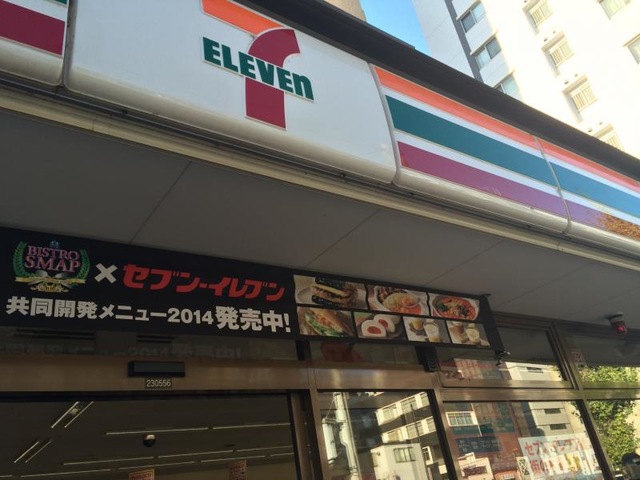 7
ELEVEn
BISTRO
SMAP
×
セブン-イレブン
共同開発メニュー2014発売中!
230556